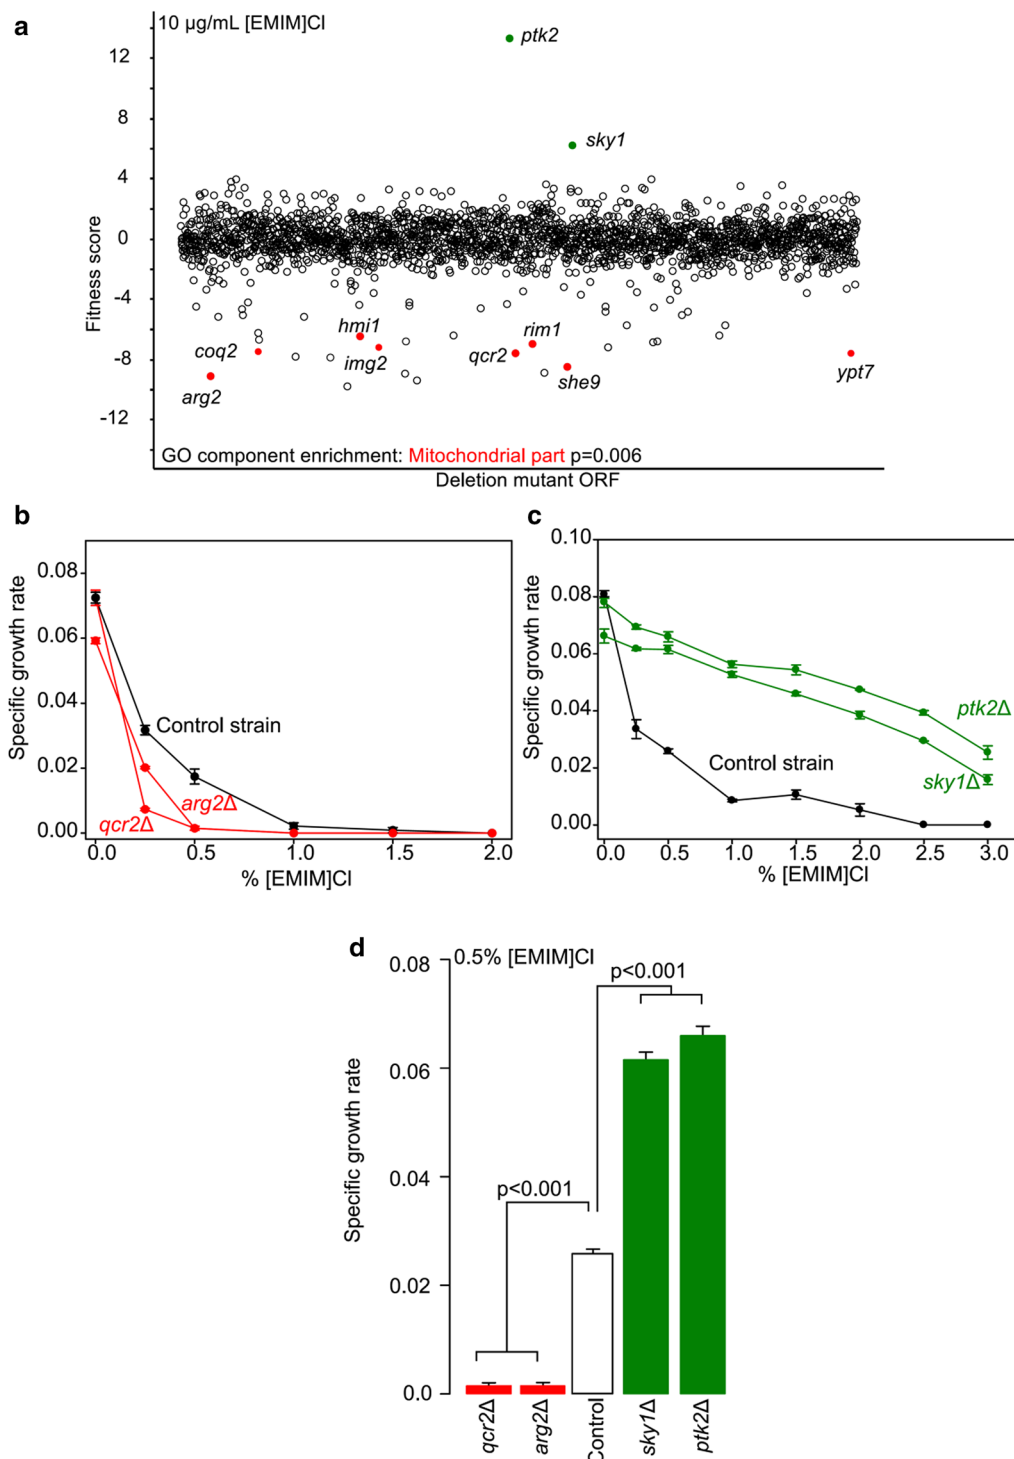 a
10 µg/mL [EMIM]Cl
12
8
4
0
-4
-8
-12
Fitness score
ptk2
sky1
hmi1
rim1
coq2
img2
qcr2
arg2
she9
ypt7
GO component enrichment: Mitochondrial part p=0.006
Deletion mutant ORF
b
0.08
0.06
0.04
0.02
0.00
Specific growth rate
Control strain
arg2Δ
qcr2Δ
0.0 0.5 1.0 1.5 2.0
% [EMIM]Cl
c
0.10
0.08
0.06
0.04
0.02
0.00
Specific growth rate
ptk2Δ
Control strain
sky1Δ
0.0 0.5 1.0 1.5 2.0 2.5 3.0
% [EMIM]Cl
d
0.5% [EMIM]Cl
0.08
0.06
0.04
0.02
0.0
Specific growth rate
p<0.001
p<0.001
qcr2Δ
arg2Δ
Control
sky1Δ
ptk2Δ